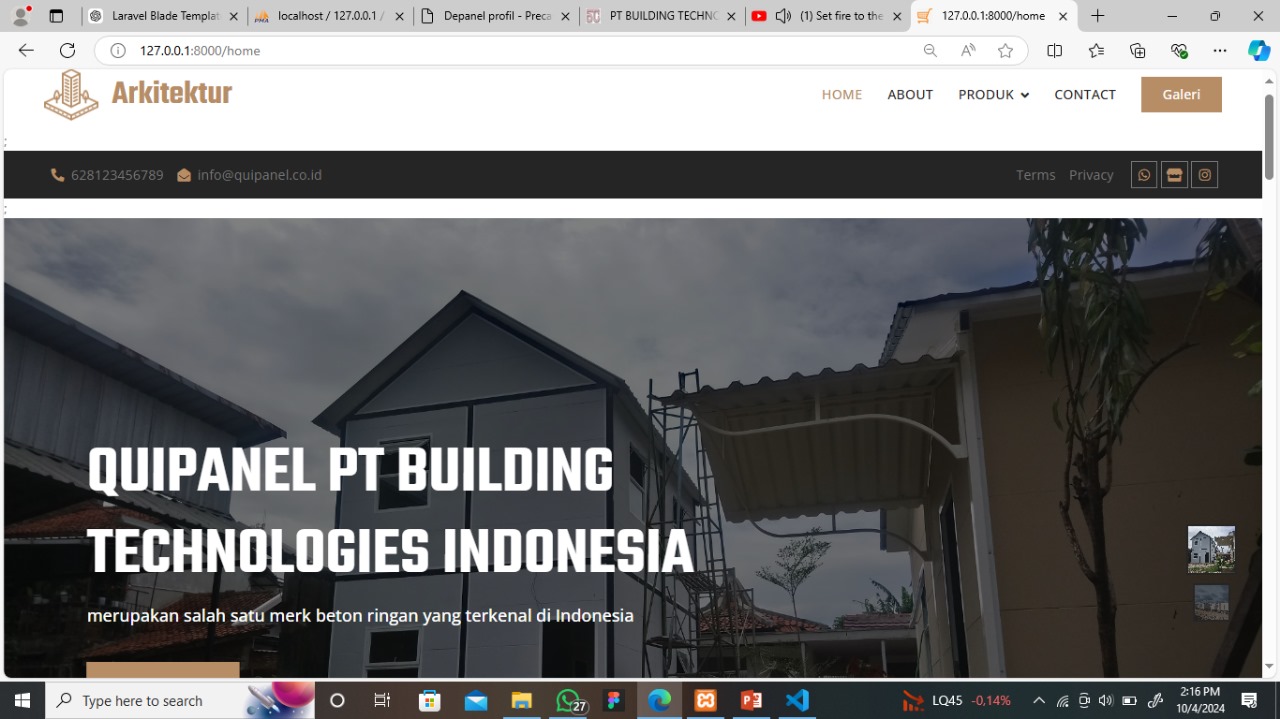 Laravel Blade Templat
localhost / 127.0.0.1 /
Depanel profil - Preca
PT BUILDING TECHNO
(1) Set fire to the
127.0.0.1:8000/home
127.0.0.1:8000/home
Arkitektur
HOME
ABOUT
PRODUK
CONTACT
Galeri
;
628123456789
info@quipanel.co.id
Terms
Privacy
;
QUIPANEL PT BUILDING
TECHNOLOGIES INDONESIA
merupakan salah satu merk beton ringan yang terkenal di Indonesia
Type here to search
27
LQ45
-0,14%
2:16 PM
10/4/2024